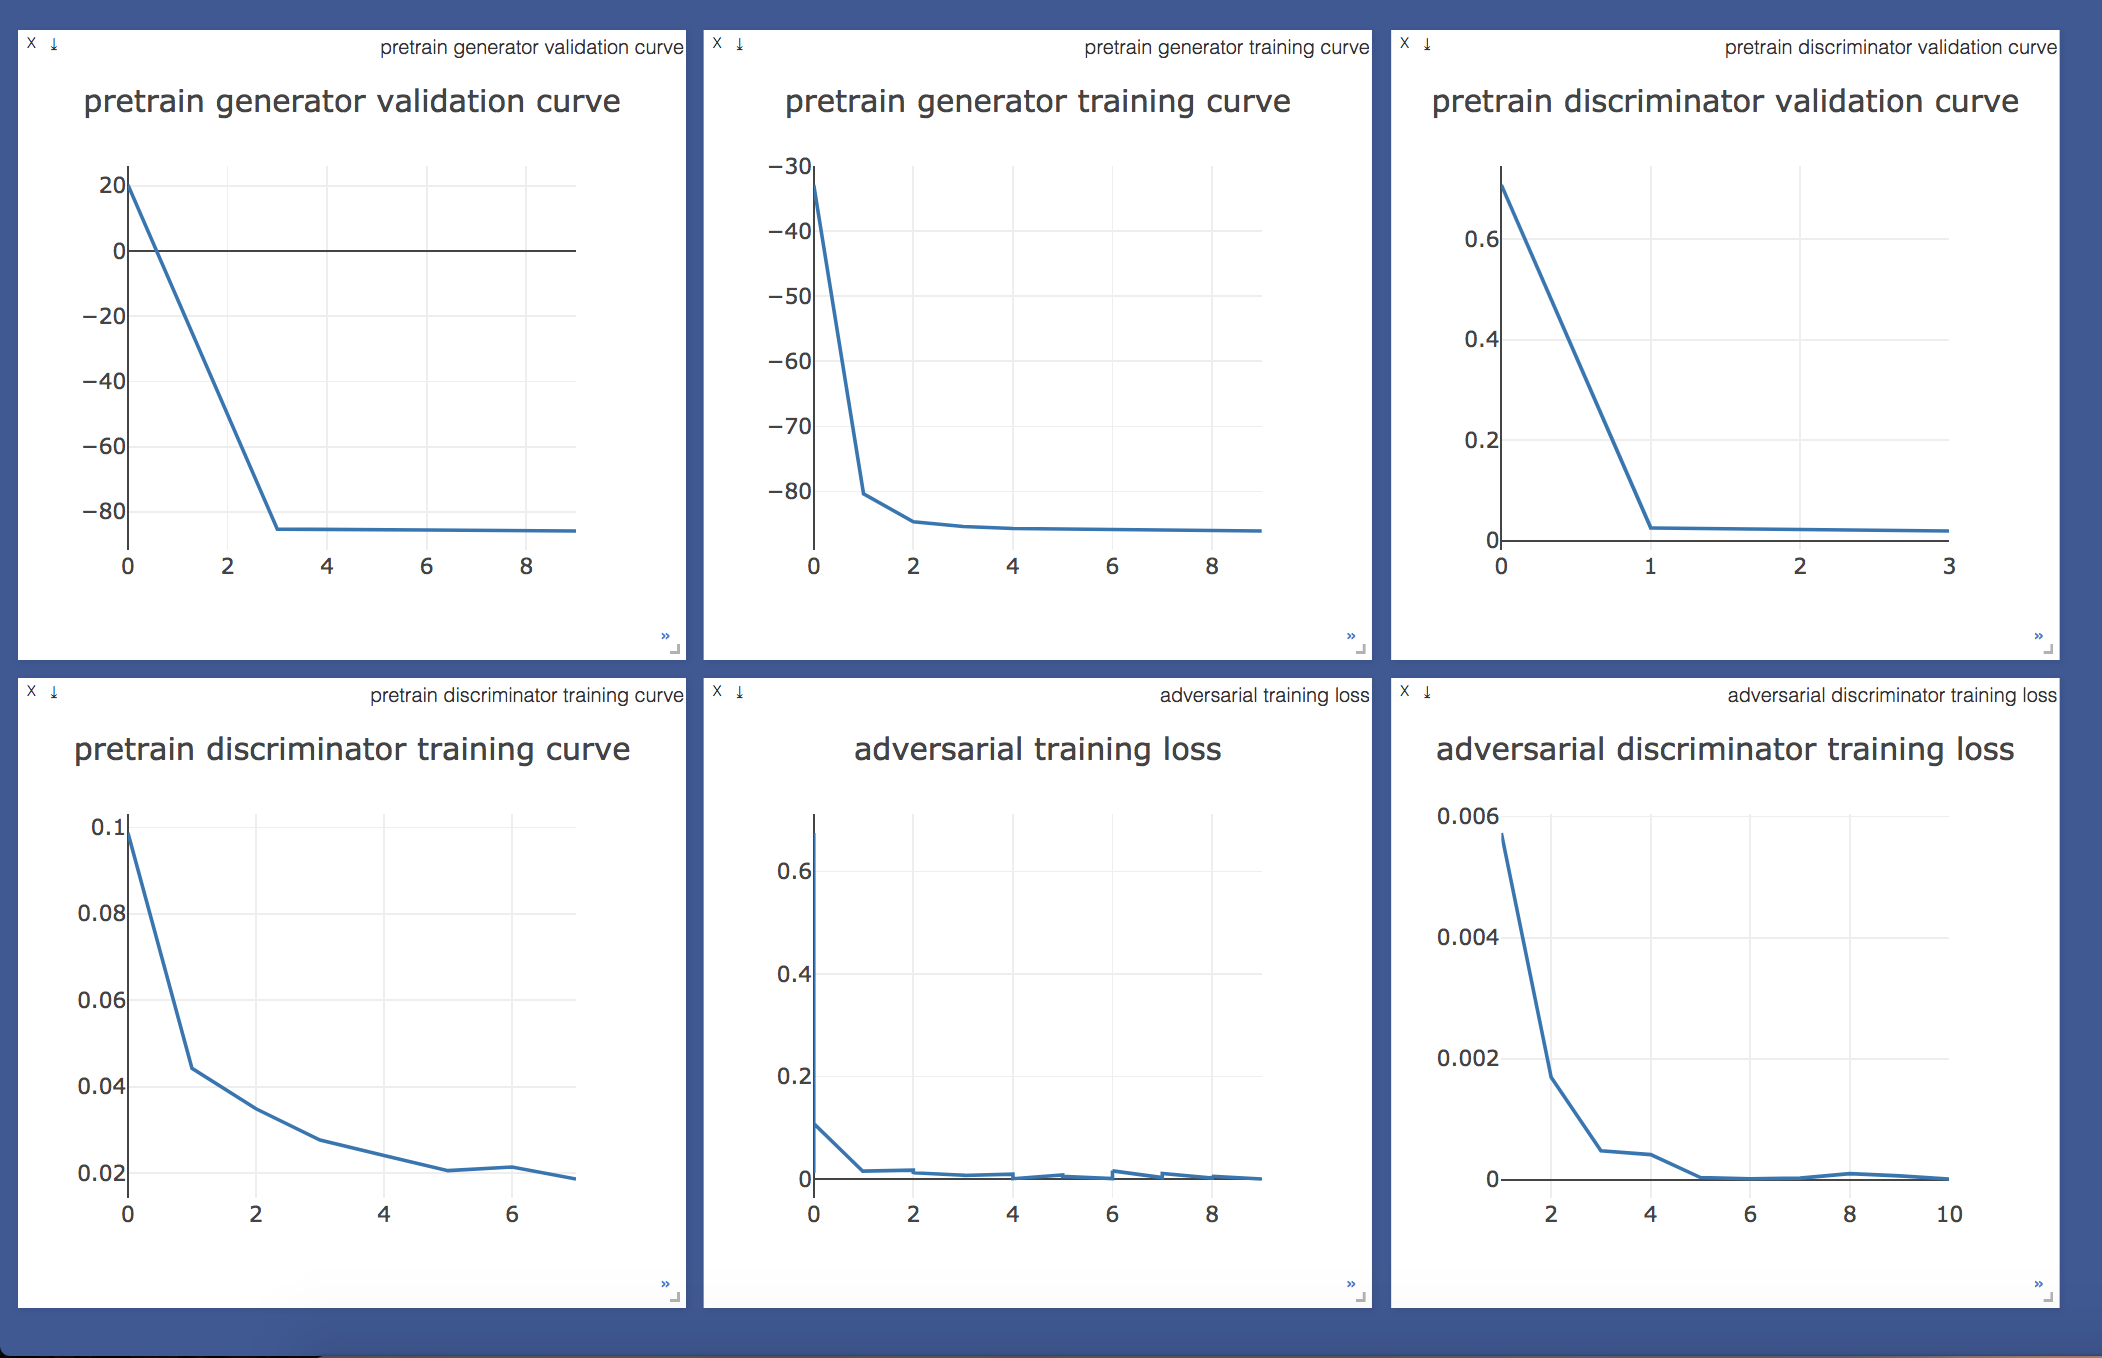 X ⤓ pretrain generator validation curve
pretrain generator validation curve
20
0
−20
−40
−60
−80
0 2 4 6 8
»
X ⤓ pretrain generator training curve
pretrain generator training curve
−30
−40
−50
−60
−70
−80
0 2 4 6 8
»
X ⤓ pretrain discriminator validation curve
pretrain discriminator validation curve
0.6
0.4
0.2
0
0 1 2 3
»
X ⤓ pretrain discriminator training curve
pretrain discriminator training curve
0.1
0.08
0.06
0.04
0.02
0 2 4 6
»
X ⤓ adversarial training loss
adversarial training loss
0.6
0.4
0.2
0
0 2 4 6 8
»
X ⤓ adversarial discriminator training loss
adversarial discriminator training loss
0.006
0.004
0.002
0
2 4 6 8 10
»